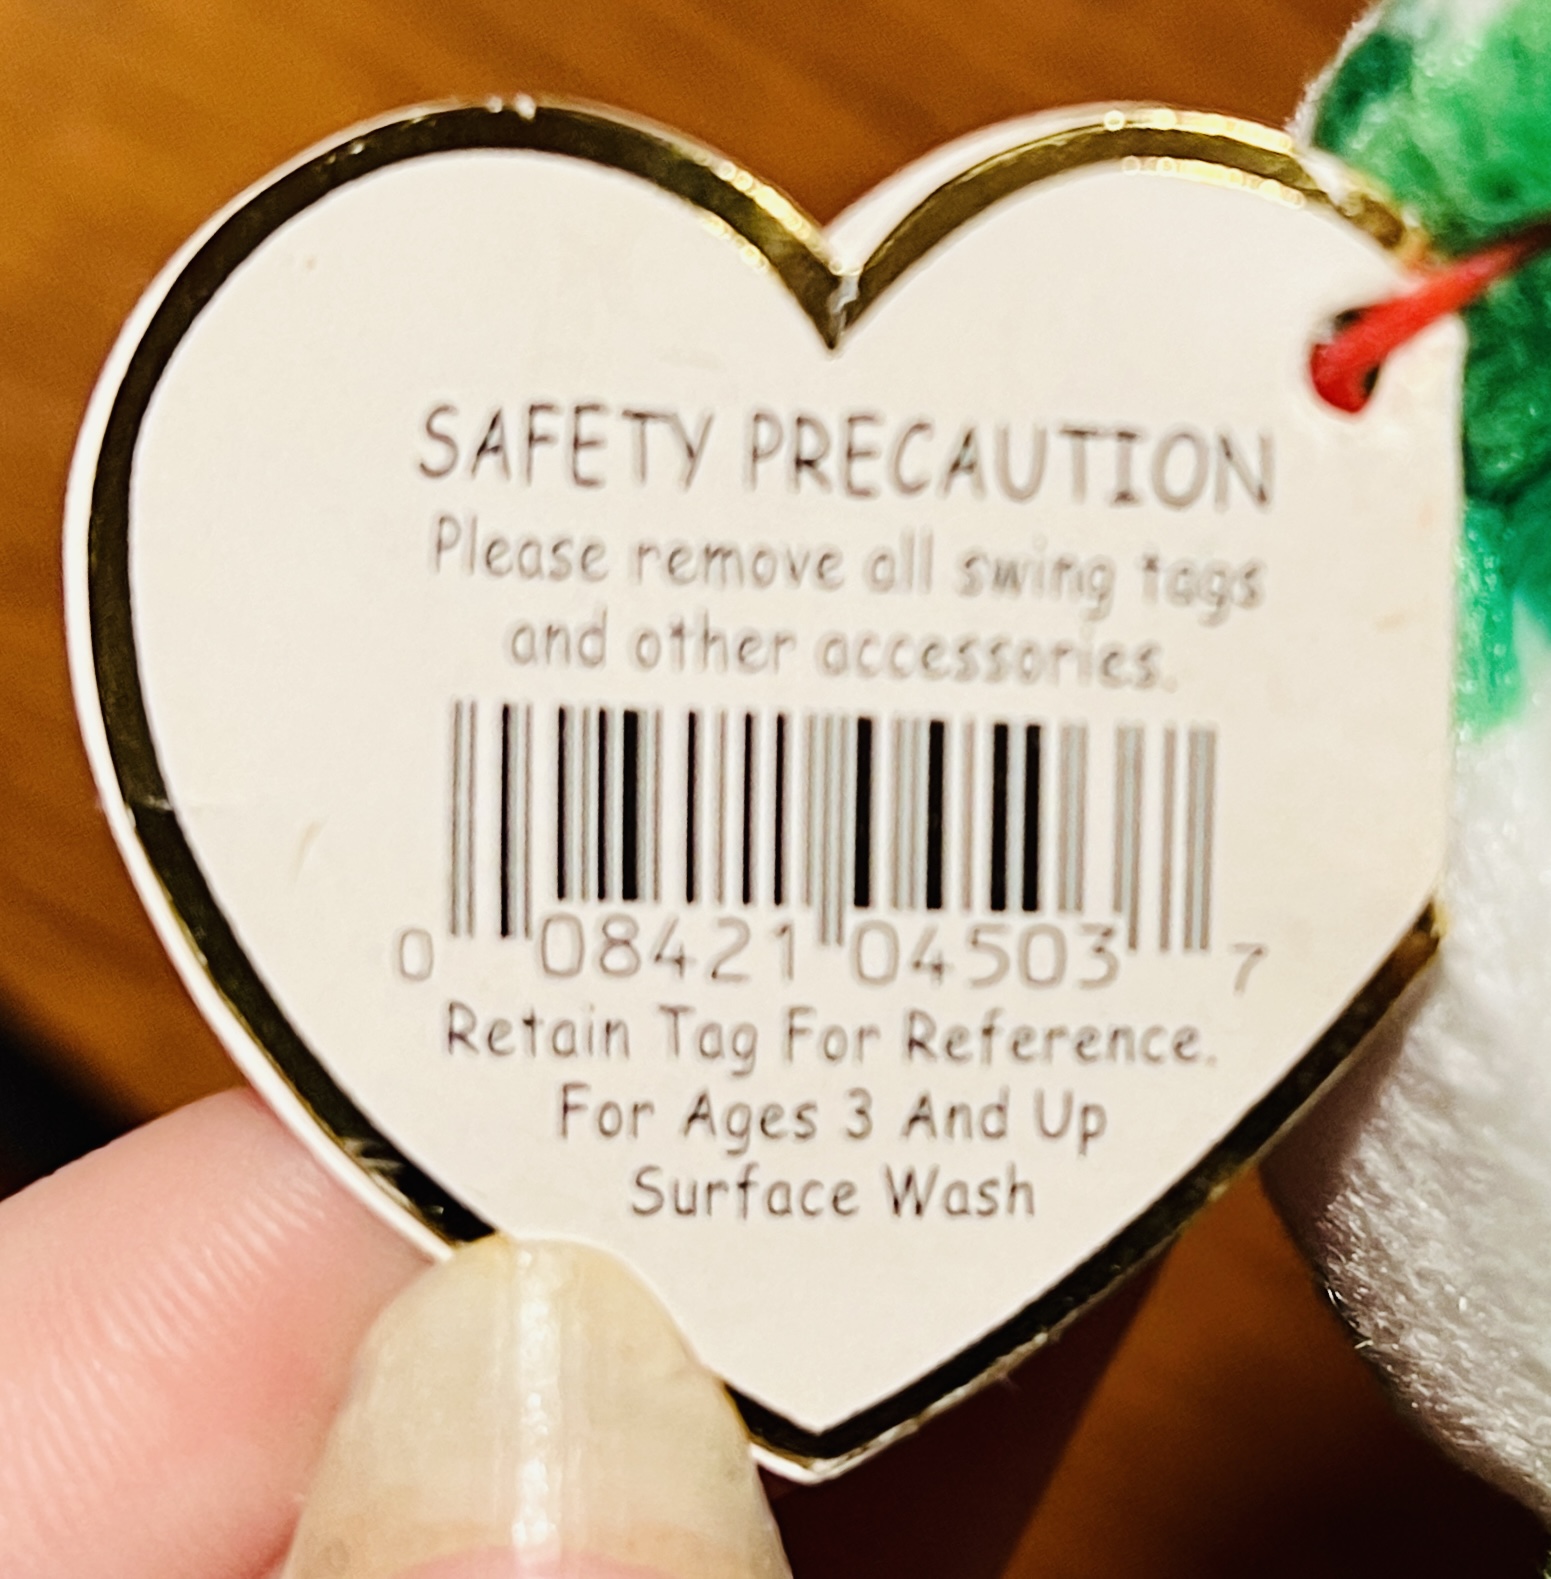 SAFETY PRECAUTION
Please remove all swing tags
and other accessories.
0 08421 04503 7
Retain Tag For Reference.
For Ages 3 And Up
Surface Wash